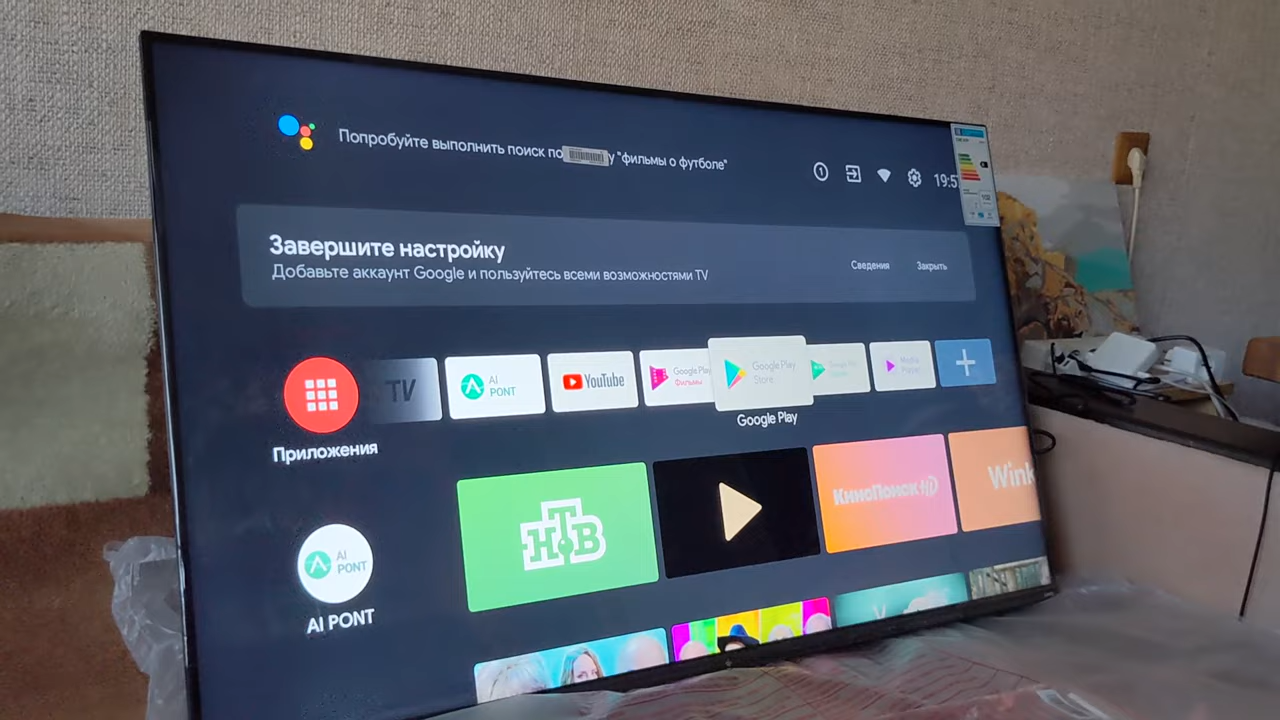 Попробуйте выполнить поиск по у "фильмы о футболе"
1
19:5
Завершите настройку
Добавьте аккаунт Google и пользуйтесь всеми возможностями TV
Сведения
Закрыть
TV
AI
PONT
YouTube
Google Play
Фильмы
Google Play
Store
Media
Player
Google Play
Приложения
НТВ
КиноПоиск HD
Wink
AI
PONT
AI PONT